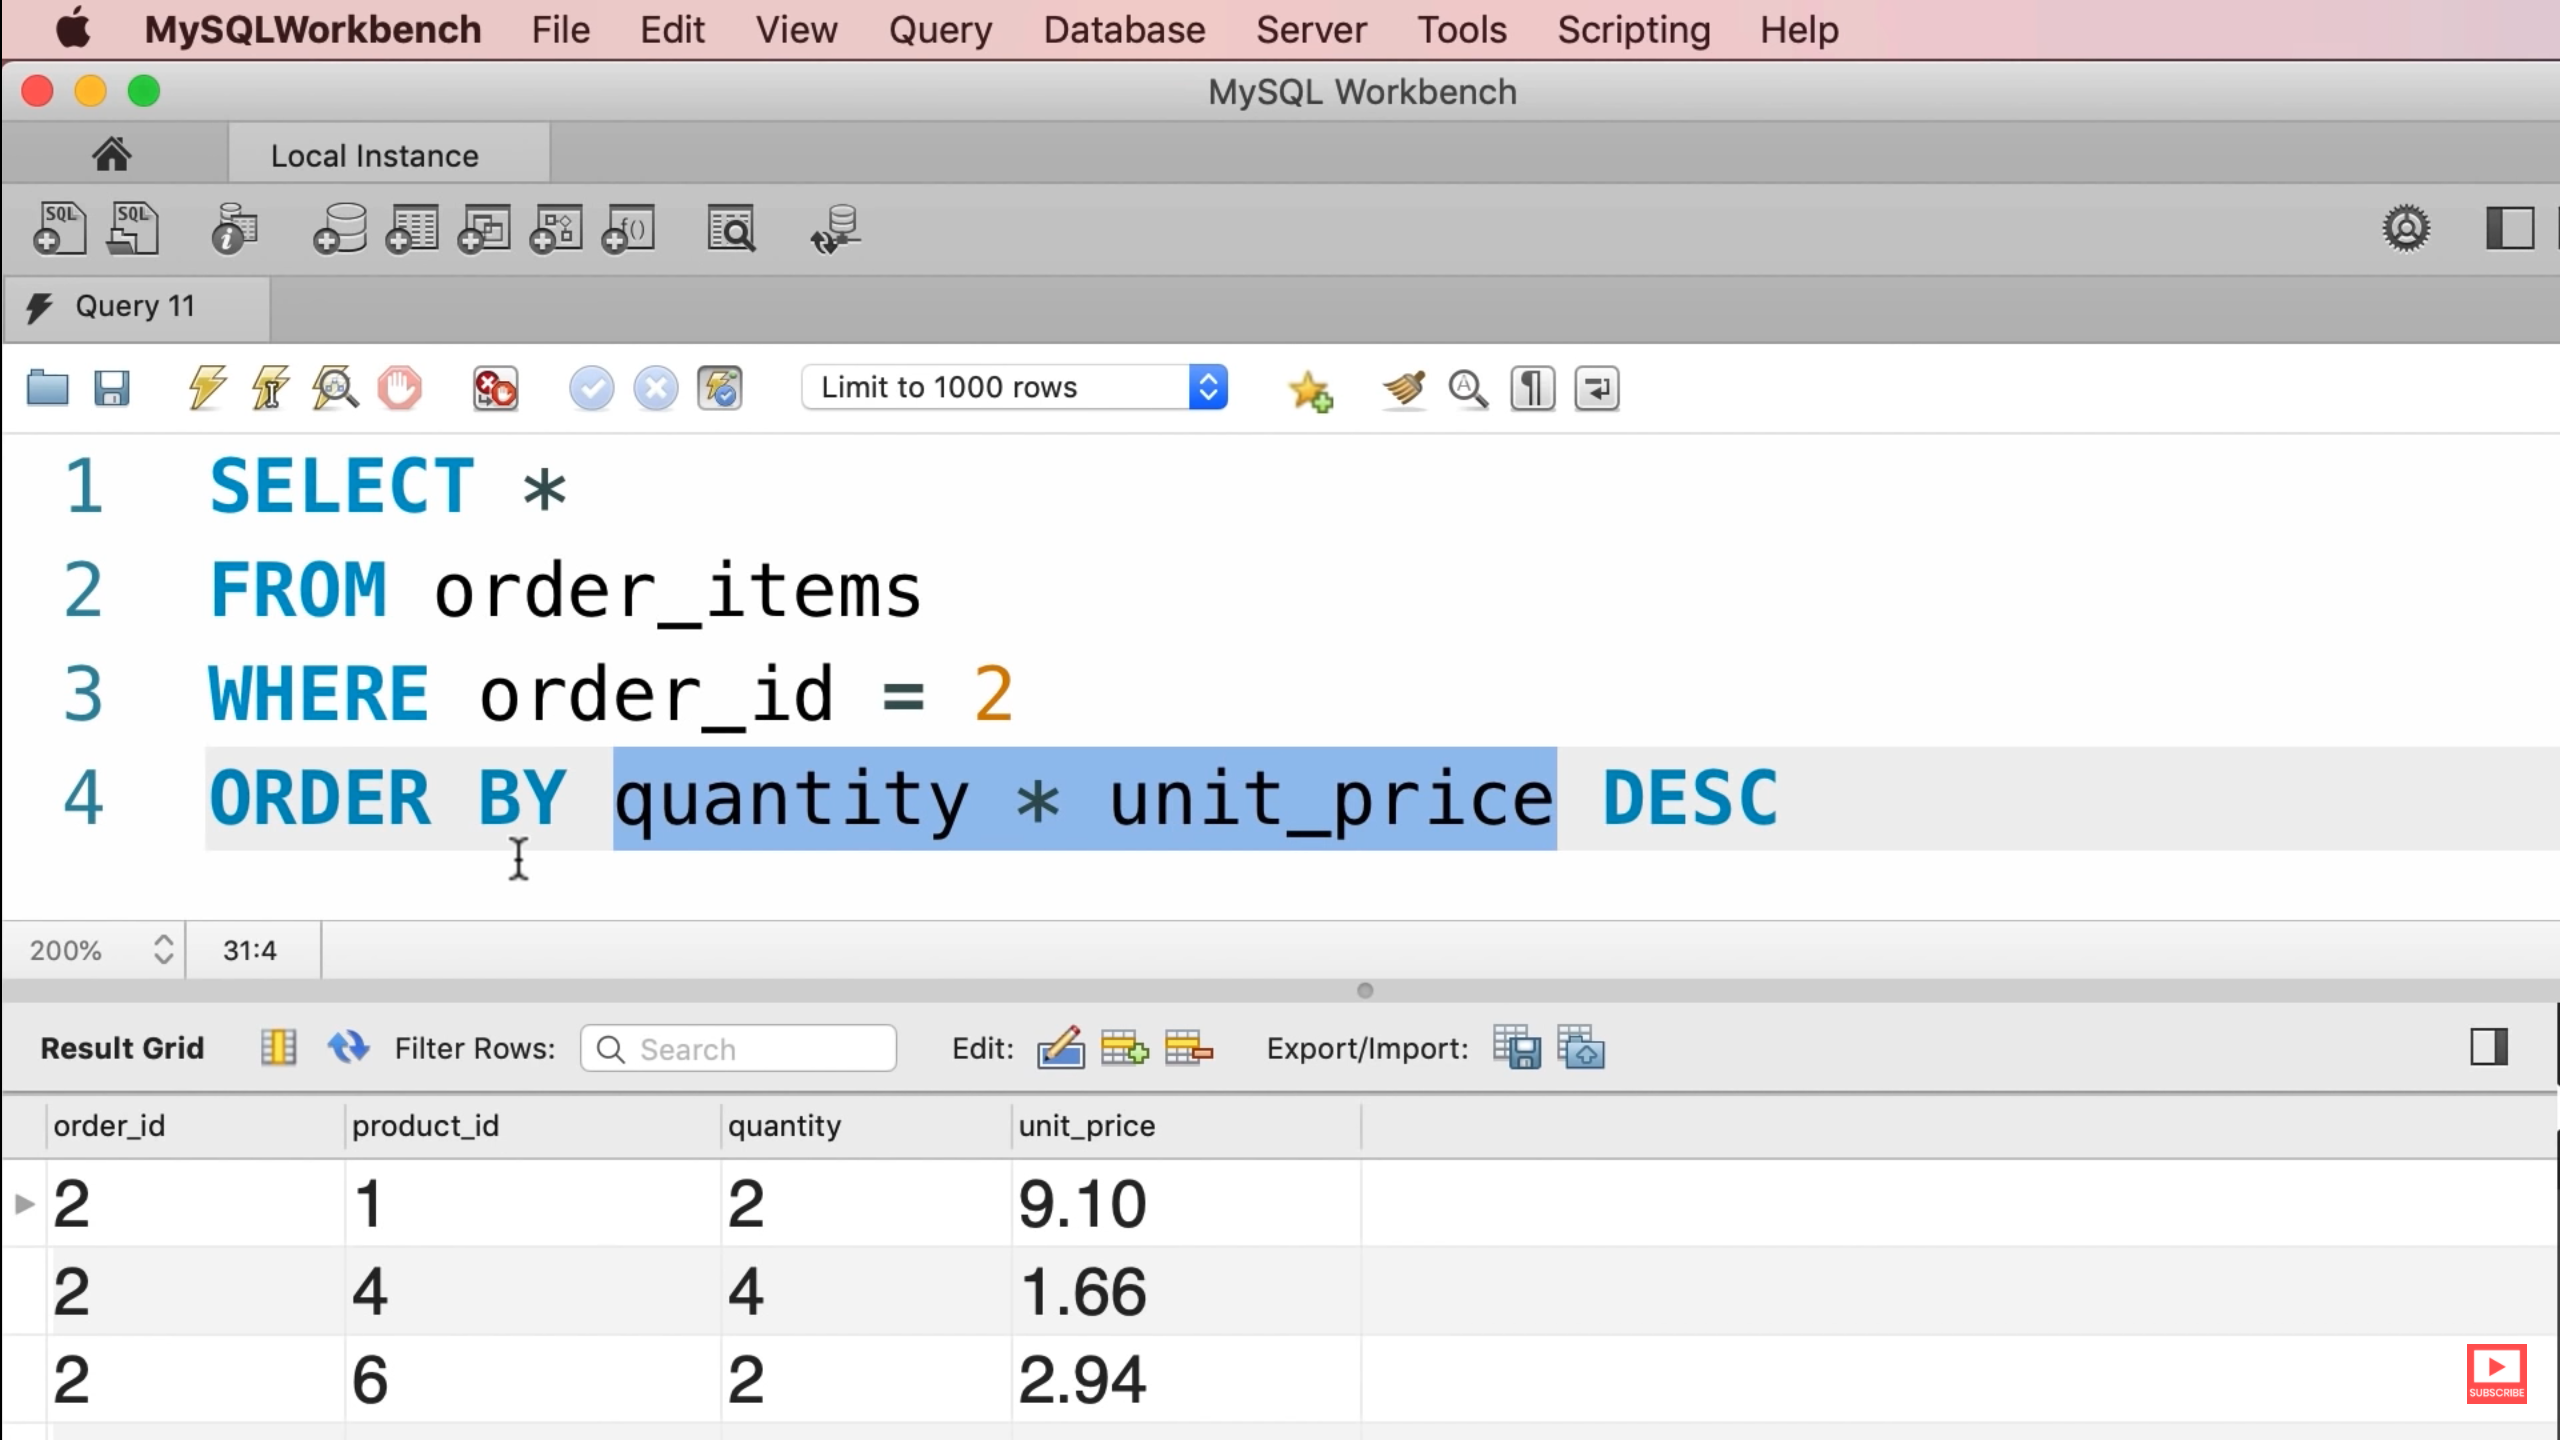 MySQLWorkbench File Edit View Query Database Server Tools Scripting Help
MySQL Workbench
Local Instance
SQL SQL f()
Query 11
Limit to 1000 rows
1 SELECT *
2 FROM order_items
3 WHERE order_id = 2
4 ORDER BY quantity * unit_price DESC
200% 31:4
Result Grid Filter Rows: Search Edit: Export/Import:
order_id product_id quantity unit_price
2 1 2 9.10
2 4 4 1.66
2 6 2 2.94
SUBSCRIBE